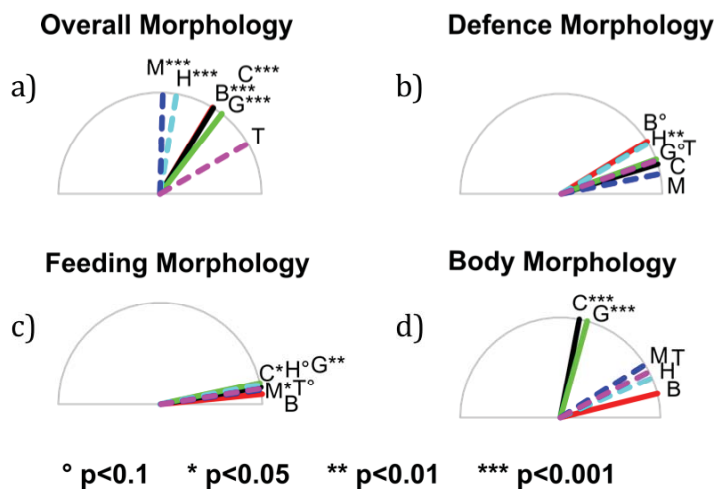 Overall Morphology
Defence Morphology
a)
M***
H***
C***
B***
G***
T
b)
B°
H**
G°T
C
M
Feeding Morphology
Body Morphology
c)
C*H°G**
M*T°
B
d)
C***
G***
M T
H
B
° p<0.1 * p<0.05 ** p<0.01 *** p<0.001